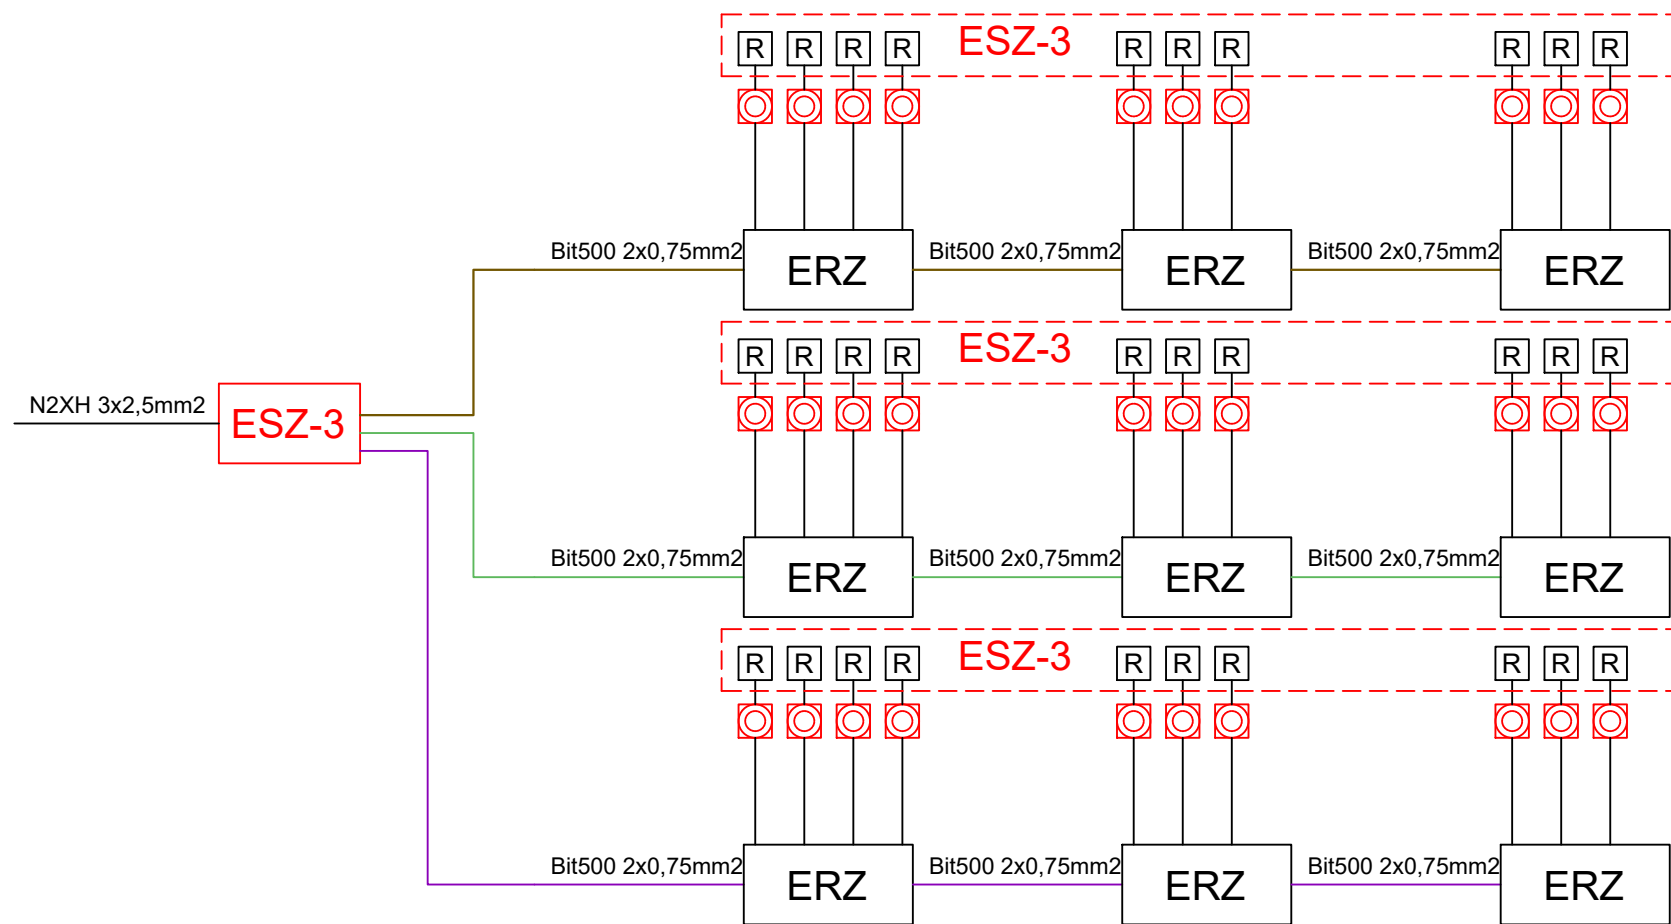 R R R R ESZ-3 R R R R R R
Bit500 2x0,75mm2 ERZ Bit500 2x0,75mm2 ERZ Bit500 2x0,75mm2 ERZ
R R R R ESZ-3 R R R R R R
N2XH 3x2,5mm2 ESZ-3
Bit500 2x0,75mm2 ERZ Bit500 2x0,75mm2 ERZ Bit500 2x0,75mm2 ERZ
R R R R ESZ-3 R R R R R R
Bit500 2x0,75mm2 ERZ Bit500 2x0,75mm2 ERZ Bit500 2x0,75mm2 ERZ